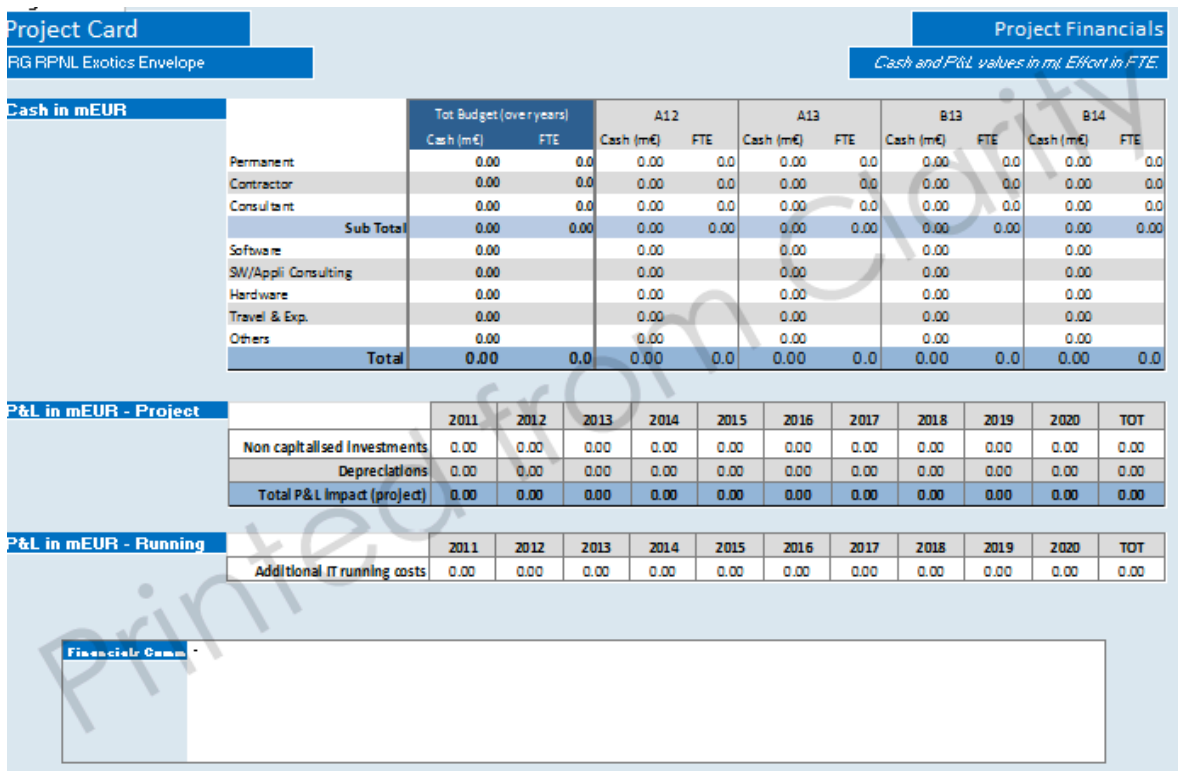 Project Card
Project Financials
RG RPNL Exotics Envelope
Cash and P&L values in m€. Effort in FTE.
Cash in mEUR
Tot Budget (over years) A12 A13 B13 B14
Cash (m€) FTE Cash (m€) FTE Cash (m€) FTE Cash (m€) FTE Cash (m€) FTE
Permanent 0.00 0.0 0.00 0.0 0.00 0.0 0.00 0.0 0.00 0.0
Contractor 0.00 0.0 0.00 0.0 0.00 0.0 0.00 0.0 0.00 0.0
Consultant 0.00 0.0 0.00 0.0 0.00 0.0 0.00 0.0 0.00 0.0
Sub Total 0.00 0.00 0.00 0.00 0.00 0.00 0.00 0.00 0.00 0.00
Software 0.00 0.00 0.00 0.00 0.00
SW/Appli Consulting 0.00 0.00 0.00 0.00 0.00
Hardware 0.00 0.00 0.00 0.00 0.00
Travel & Exp. 0.00 0.00 0.00 0.00 0.00
Others 0.00 0.00 0.00 0.00 0.00
Total 0.00 0.0 0.00 0.0 0.00 0.0 0.00 0.0 0.00 0.0
P&L in mEUR - Project
2011 2012 2013 2014 2015 2016 2017 2018 2019 2020 TOT
Non capitalised Investments 0.00 0.00 0.00 0.00 0.00 0.00 0.00 0.00 0.00 0.00 0.00
Depreciations 0.00 0.00 0.00 0.00 0.00 0.00 0.00 0.00 0.00 0.00 0.00
Total P&L impact (project) 0.00 0.00 0.00 0.00 0.00 0.00 0.00 0.00 0.00 0.00 0.00
P&L in mEUR - Running
2011 2012 2013 2014 2015 2016 2017 2018 2019 2020 TOT
Additional IT running costs 0.00 0.00 0.00 0.00 0.00 0.00 0.00 0.00 0.00 0.00 0.00
Financials Comm -
Printed from Clarity